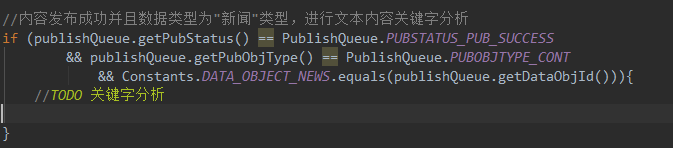 //内容发布成功并且数据类型为"新闻"类型，进行文本内容关键字分析
if (publishQueue.getPubStatus() == PublishQueue.PUBSTATUS_PUB_SUCCESS
&& publishQueue.getPubObjType() == PublishQueue.PUBOBJTYPE_CONT
&& Constants.DATA_OBJECT_NEWS.equals(publishQueue.getDataObjId())){
//TODO 关键字分析
}